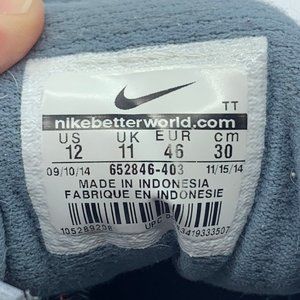 TT
nikebetterworld.com
US UK EUR cm
12 11 46 30
09/10/14 652846-403 11/15/14
MADE IN INDONESIA
FABRIQUE EN INDONESIE